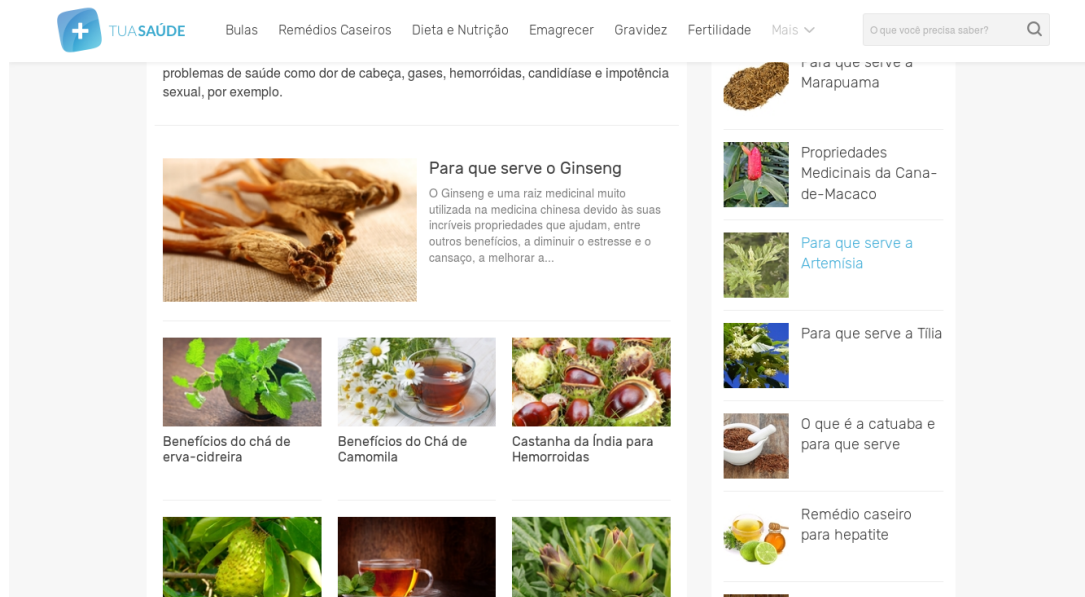 TUASAÚDE
Bulas Remédios Caseiros Dieta e Nutrição Emagrecer Gravidez Fertilidade Mais
O que você precisa saber?
problemas de saúde como dor de cabeça, gases, hemorróidas, candidíase e impotência
sexual, por exemplo.
Para que serve o Ginseng
O Ginseng e uma raiz medicinal muito
utilizada na medicina chinesa devido às suas
incríveis propriedades que ajudam, entre
outros benefícios, a diminuir o estresse e o
cansaço, a melhorar a...
Benefícios do chá de
erva-cidreira
Benefícios do Chá de
Camomila
Castanha da Índia para
Hemorroidas
Para que serve a
Marapuama
Propriedades
Medicinais da Cana-
de-Macaco
Para que serve a
Artemísia
Para que serve a Tília
O que é a catuaba e
para que serve
Remédio caseiro
para hepatite